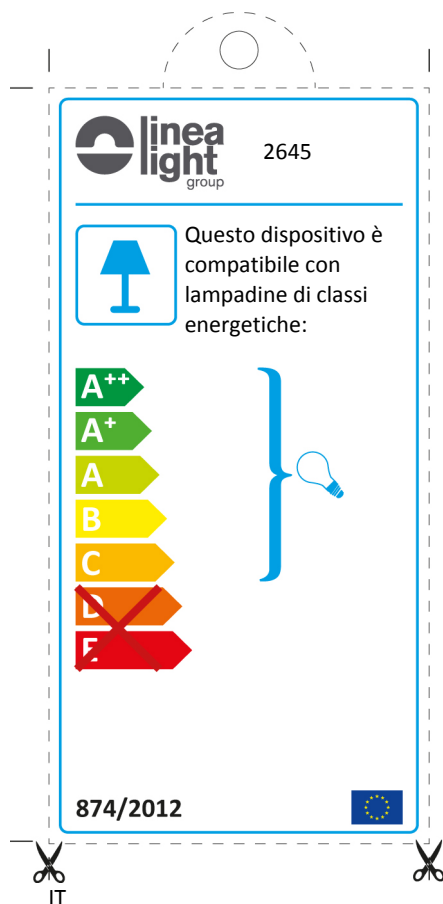 linea
light
group
2645
Questo dispositivo è
compatibile con
lampadine di classi
energetiche:
A++
A+
A
B
C
D
E
874/2012
IT